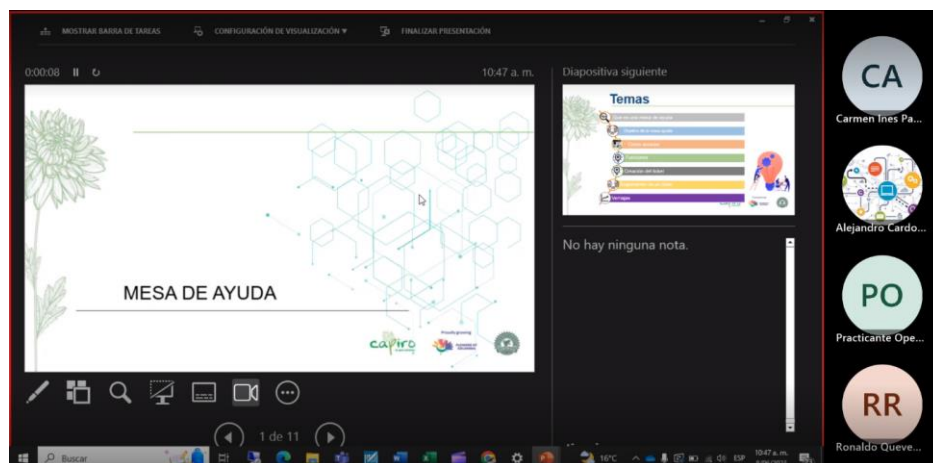 MOSTRAR BARRA DE TAREAS
CONFIGURACIÓN DE VISUALIZACIÓN ▼
FINALIZAR PRESENTACIÓN
0:00:08
10:47 a. m.
Diapositiva siguiente
MESA DE AYUDA
capiro
Temas
Ventajas
No hay ninguna nota.
1 de 11
Buscar
16°C
ESP
10:47 a. m.
CA
Carmen Ines Pa...
Alejandro Cardo...
PO
Practicante Ope...
RR
Ronaldo Queve...